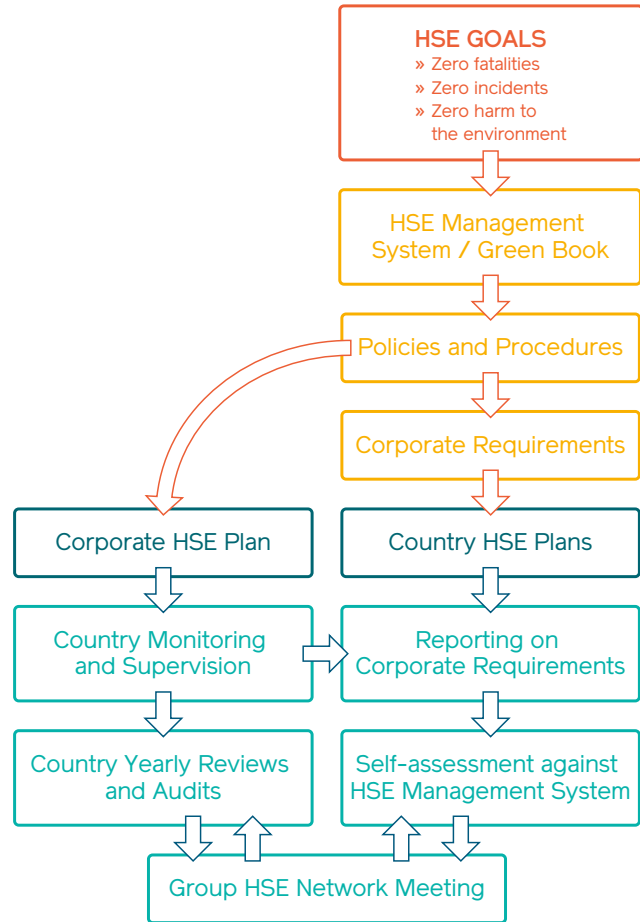 HSE GOALS
» Zero fatalities
» Zero incidents
» Zero harm to
the environment
HSE Management
System / Green Book
Policies and Procedures
Corporate Requirements
Corporate HSE Plan
Country HSE Plans
Country Monitoring
and Supervision
Reporting on
Corporate Requirements
Country Yearly Reviews
and Audits
Self-assessment against
HSE Management System
Group HSE Network Meeting